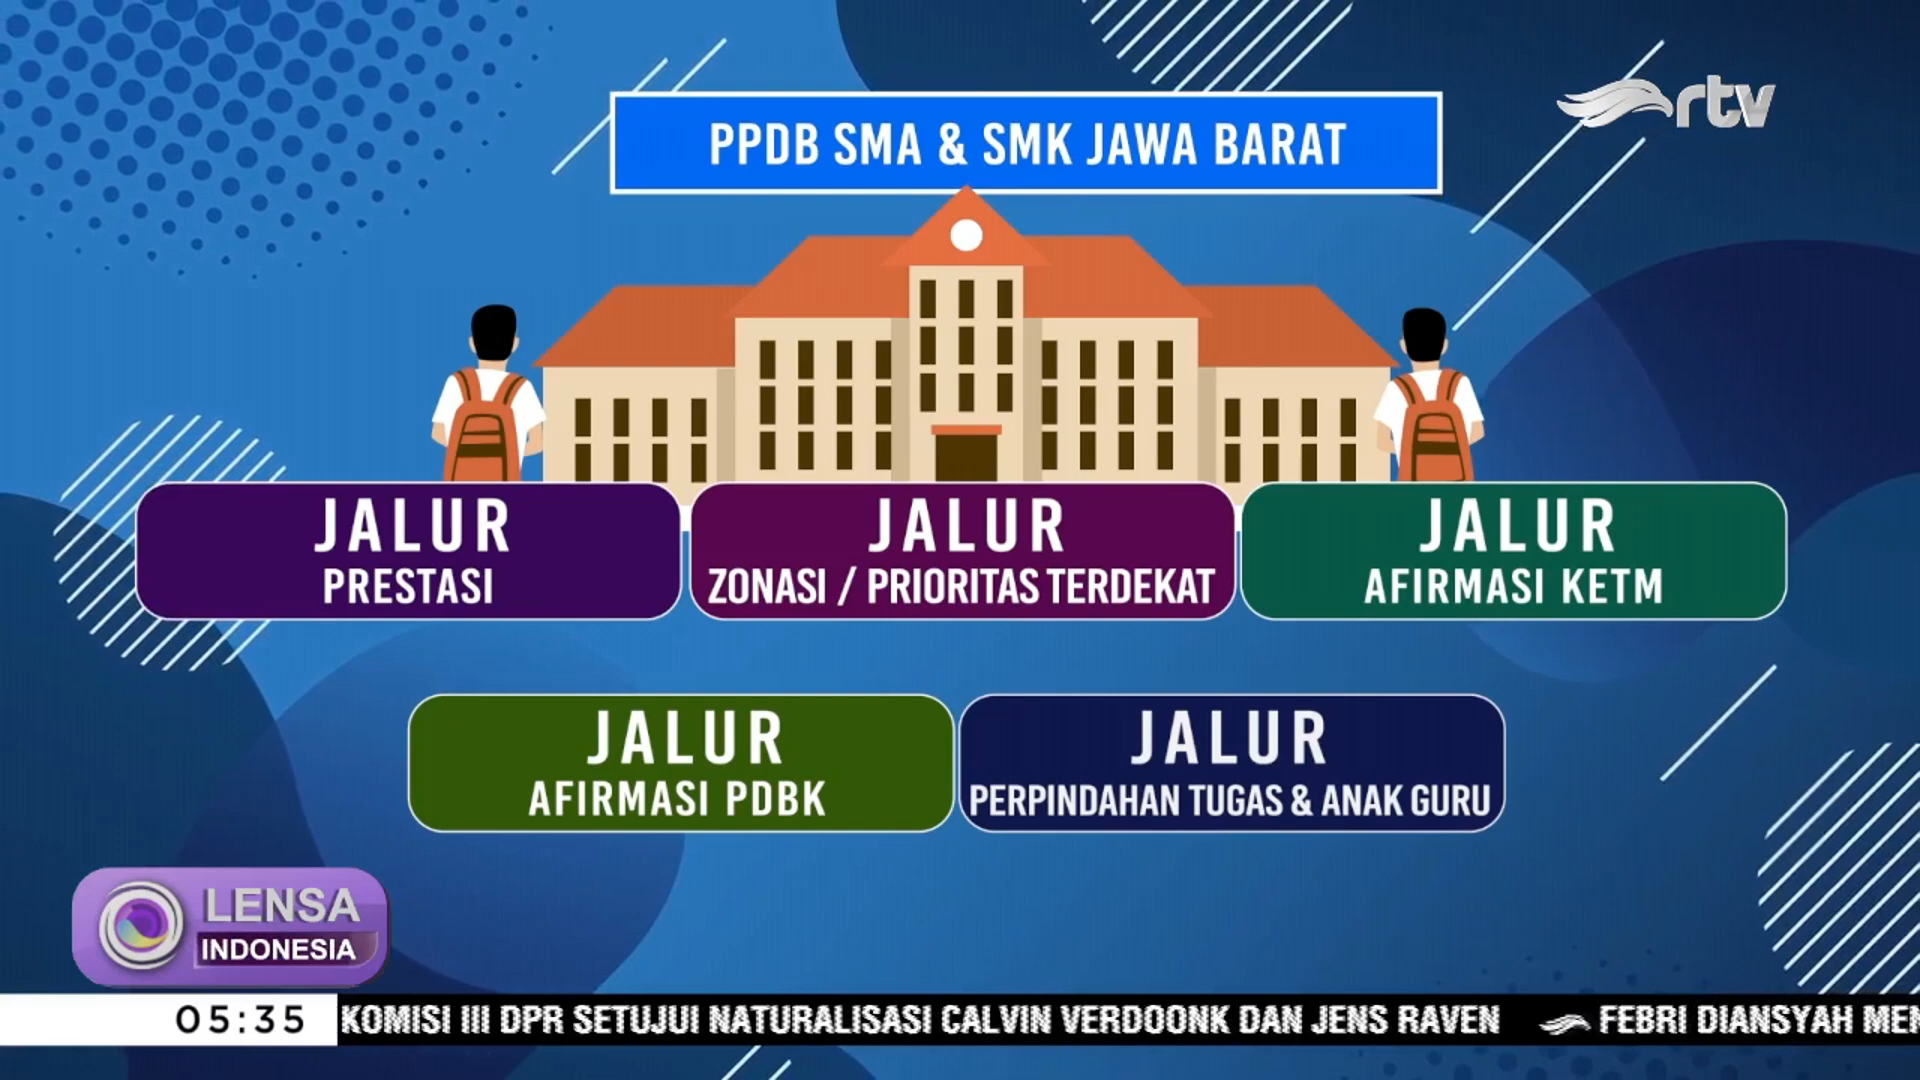 rtv
PPDB SMA & SMK JAWA BARAT
JALUR
PRESTASI
JALUR
ZONASI / PRIORITAS TERDEKAT
JALUR
AFIRMASI KETM
JALUR
AFIRMASI PDBK
JALUR
PERPINDAHAN TUGAS & ANAK GURU
LENSA
INDONESIA
05:35 KOMISI III DPR SETUJUI NATURALISASI CALVIN VERDOONK DAN JENS RAVEN FEBRI DIANSYAH